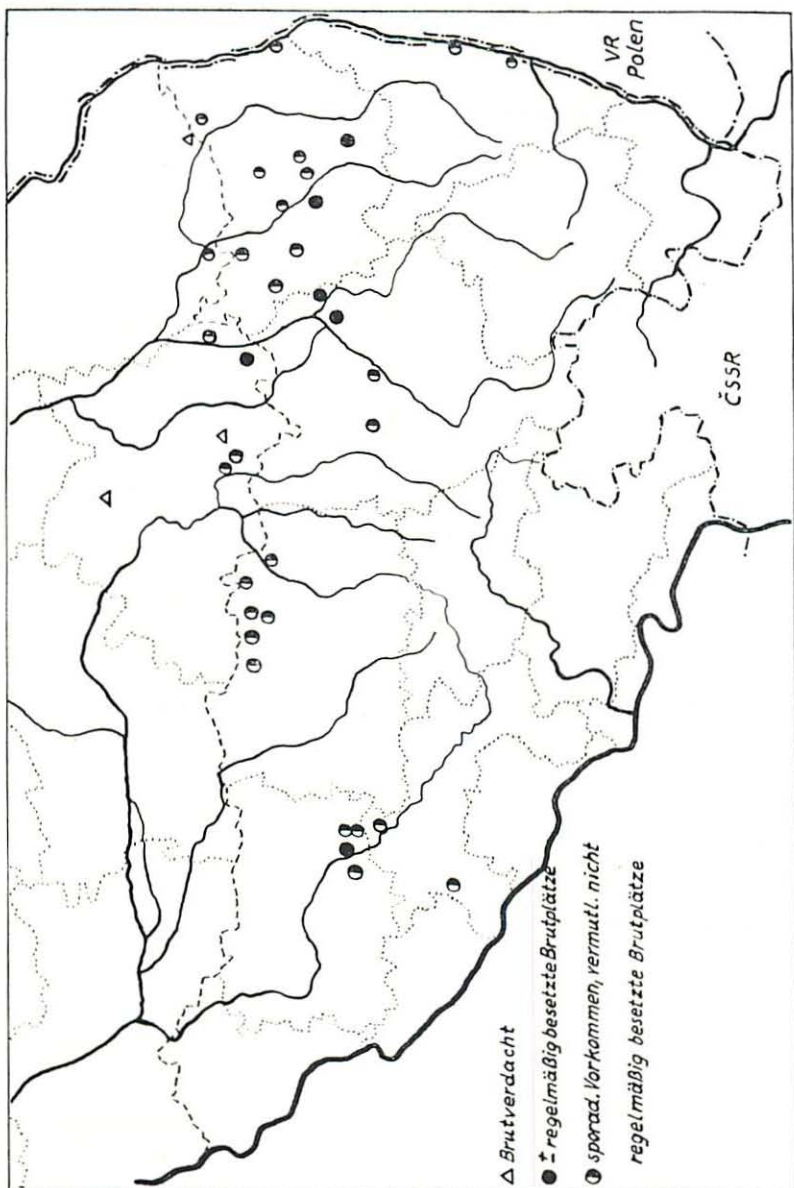 VR
Polen
ČSSR
△ Brutverdacht
● ± regelmäßig besetzte Brutplätze
◑ sporad. Vorkommen, vermutl. nicht
regelmäßig besetzte Brutplätze